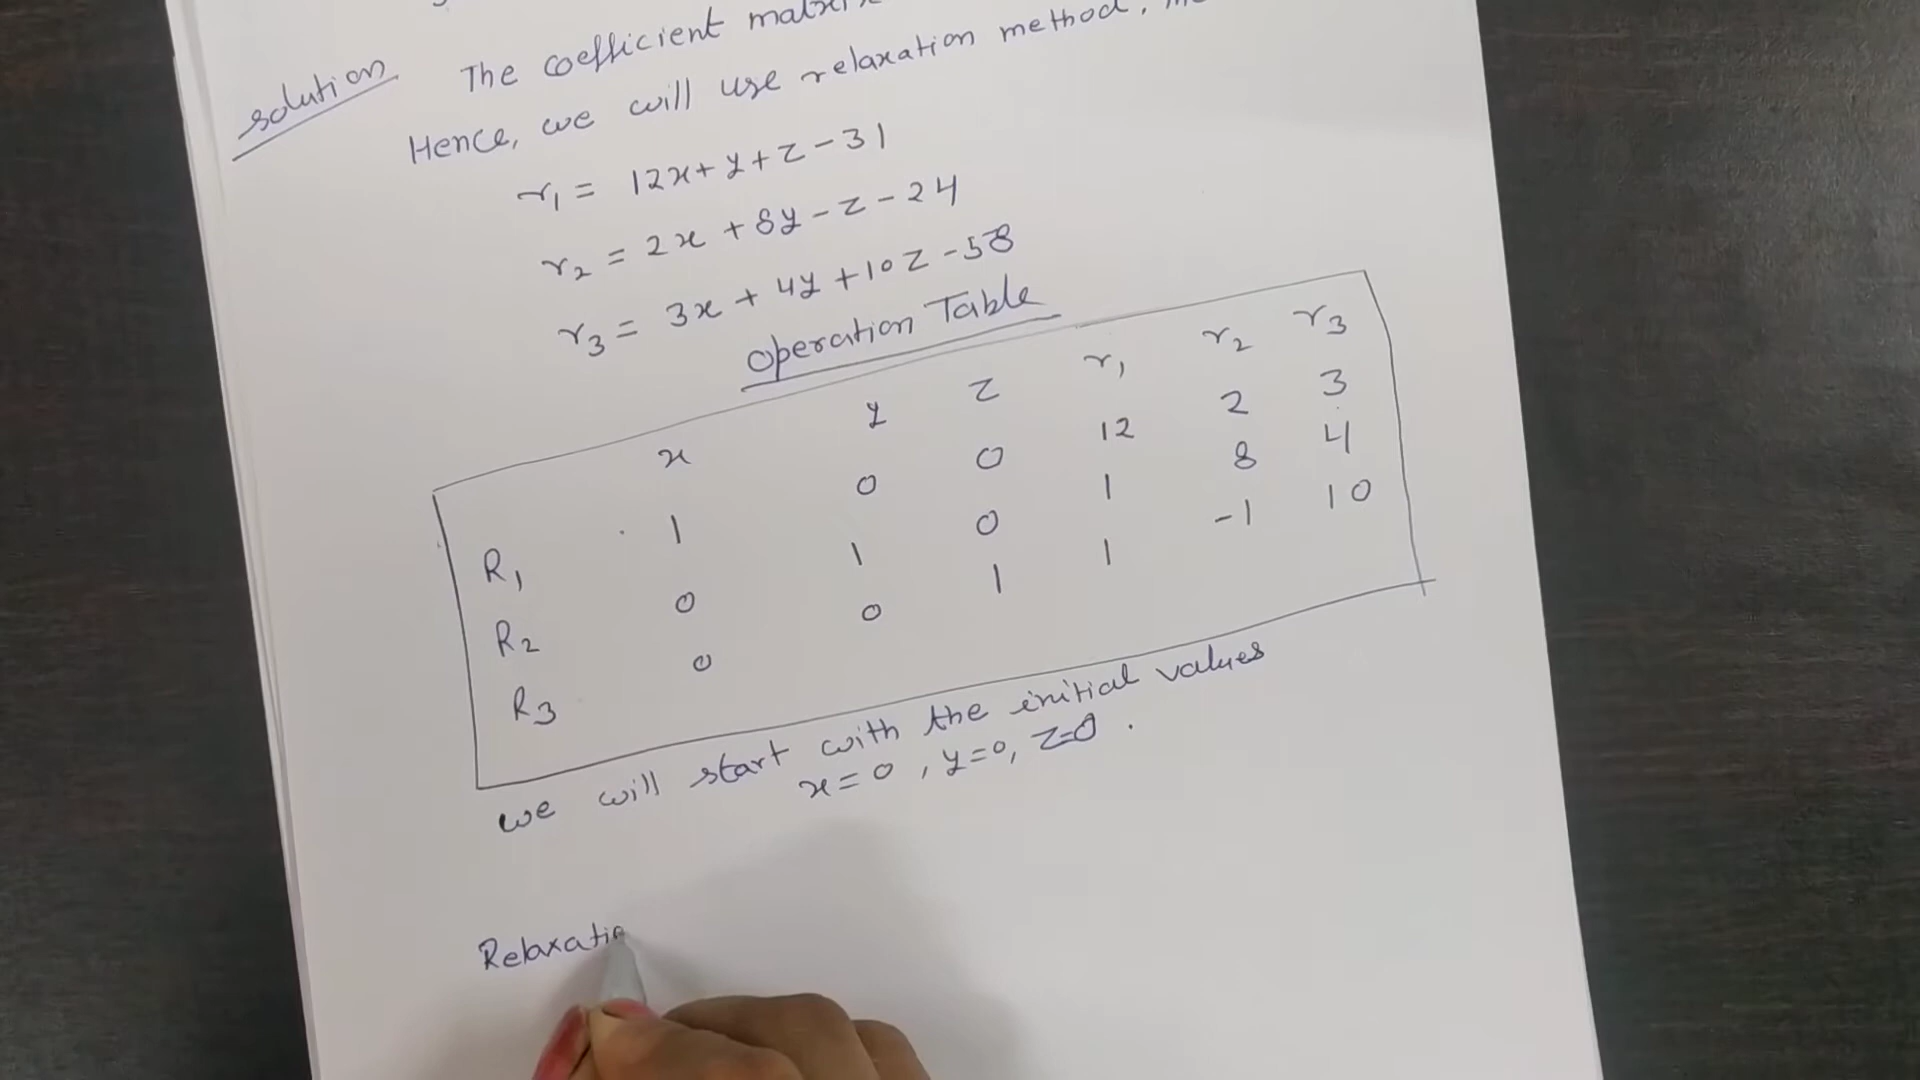 solution The coefficient matrix
Hence, we will use relaxation method,
r1 = 12x + y + z - 31
r2 = 2x + 8y - z - 24
r3 = 3x + 4y + 10z - 58
Operation Table
x y z r1 r2 r3
R1 1 0 0 12 2 3
R2 0 1 0 1 8 4
R3 0 0 1 1 -1 10
we will start with the initial values
x=0, y=0, z=0.
Relaxatio